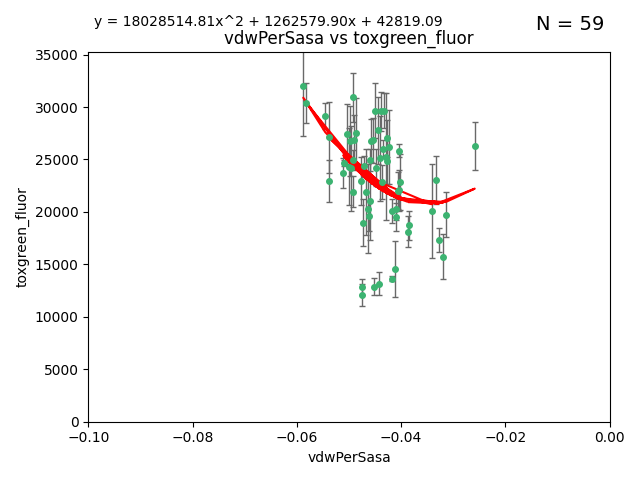 y = 18028514.81x^2 + 1262579.90x + 42819.09
N = 59
vdwPerSasa vs toxgreen_fluor
35000
30000
25000
20000
15000
10000
5000
0
toxgreen_fluor
−0.10 −0.08 −0.06 −0.04 −0.02 0.00
vdwPerSasa